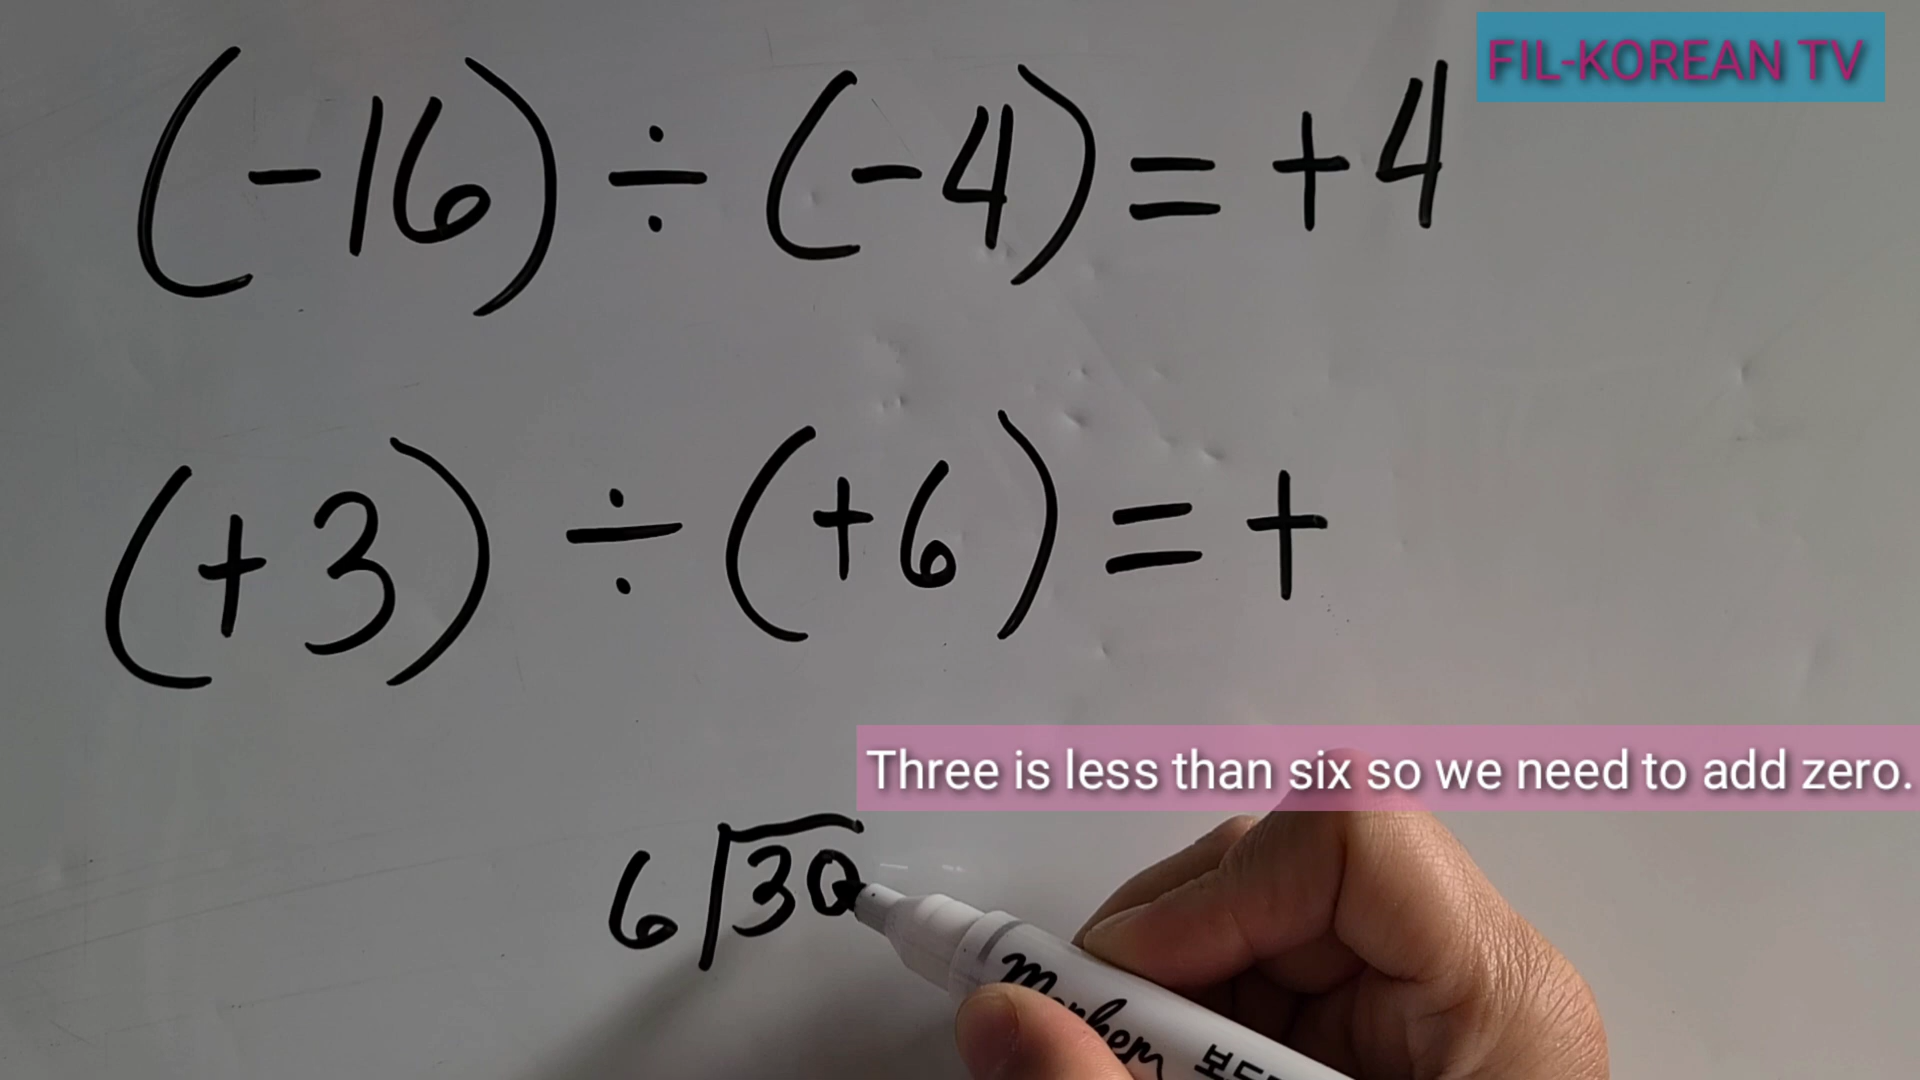 FIL-KOREAN TV
(-16) ÷ (-4) = +4
(+3) ÷ (+6) = +
Three is less than six so we need to add zero.
6 30